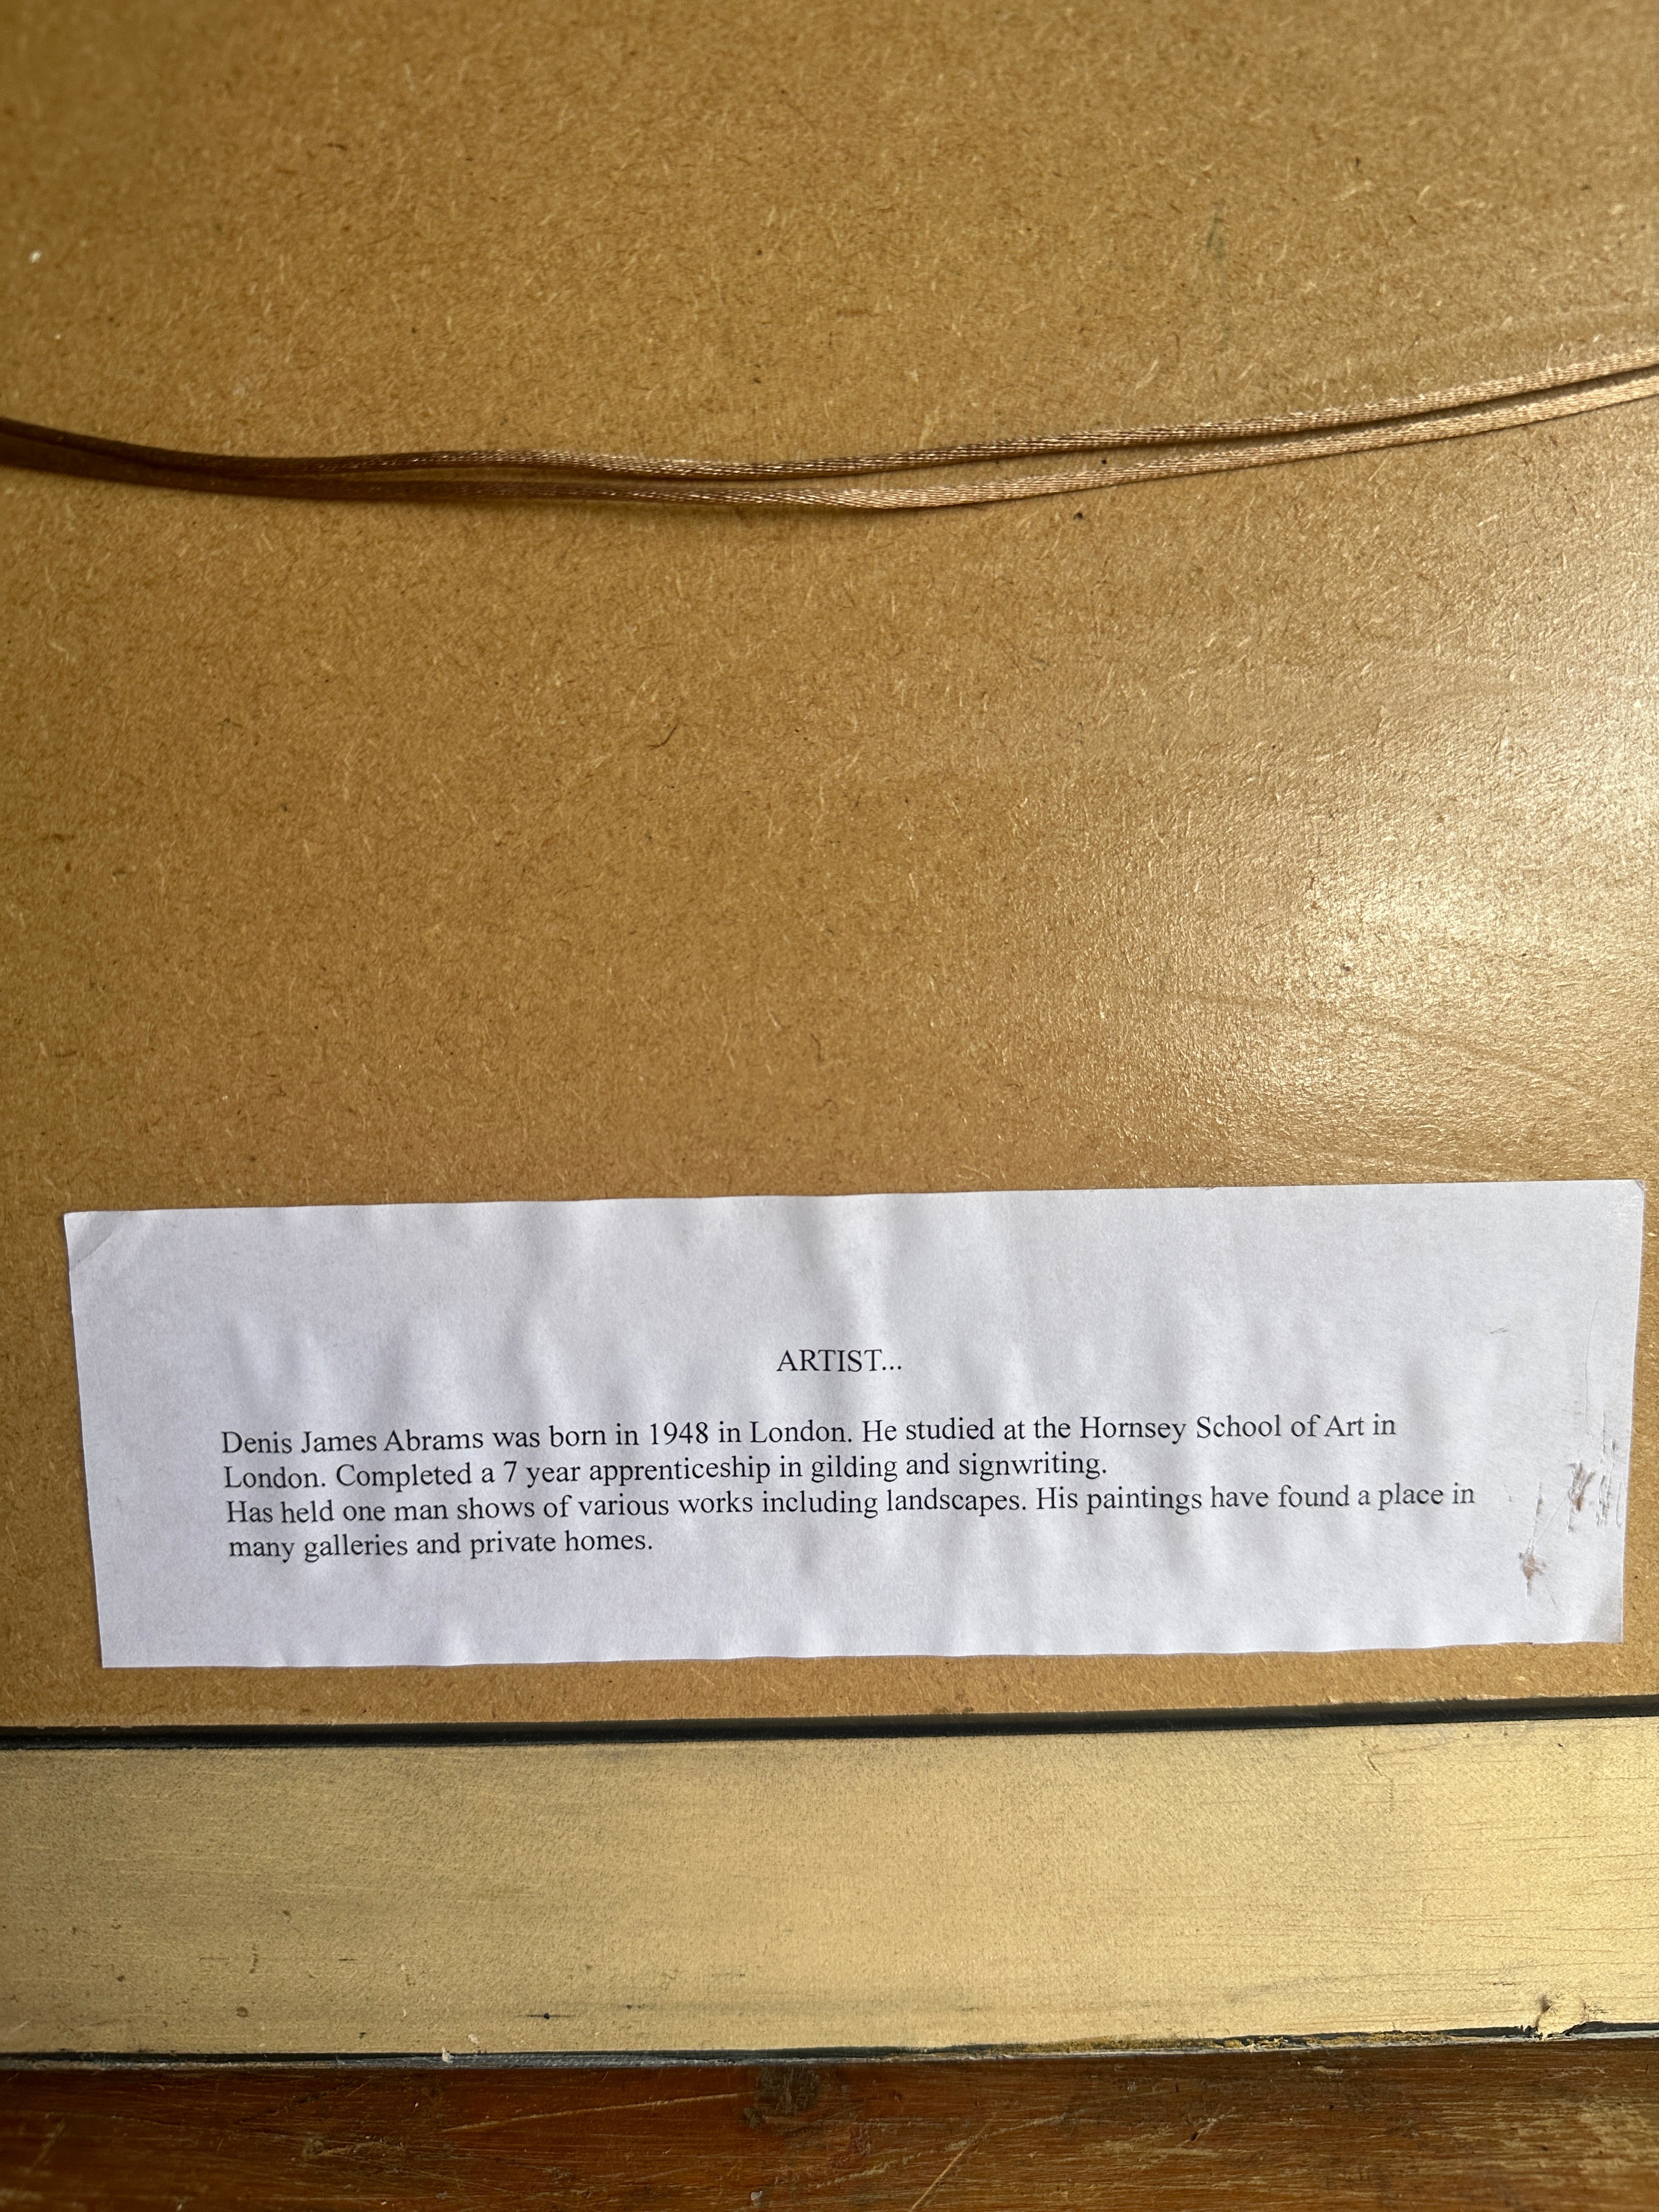 ARTIST...
Denis James Abrams was born in 1948 in London. He studied at the Hornsey School of Art in
London. Completed a 7 year apprenticeship in gilding and signwriting.
Has held one man shows of various works including landscapes. His paintings have found a place in
many galleries and private homes.